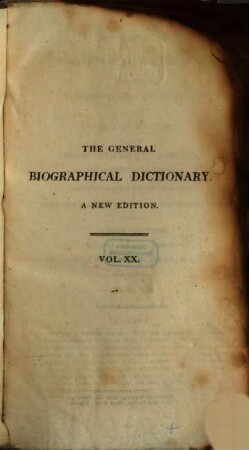 THE GENERAL
BIOGRAPHICAL DICTIONARY.
A NEW EDITION.
VOL. XX.